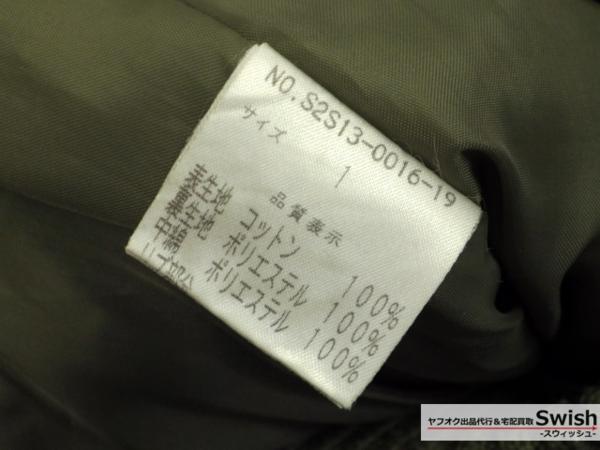 NO.S2S13-0016-19
サイズ 1
品質表示
表生地 コットン 100%
裏生地 ポリエステル 100%
中綿 ポリエステル 100%
リブ部分
ヤフオク出品代行&宅配買取 Swish
-スウィッシュ-